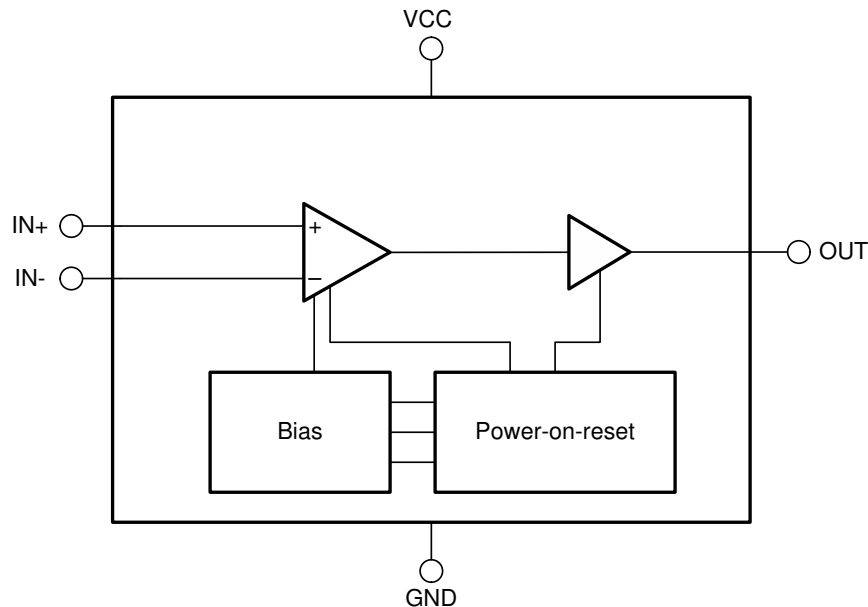 VCC
IN+
+
IN-
−
OUT
Bias
Power-on-reset
GND